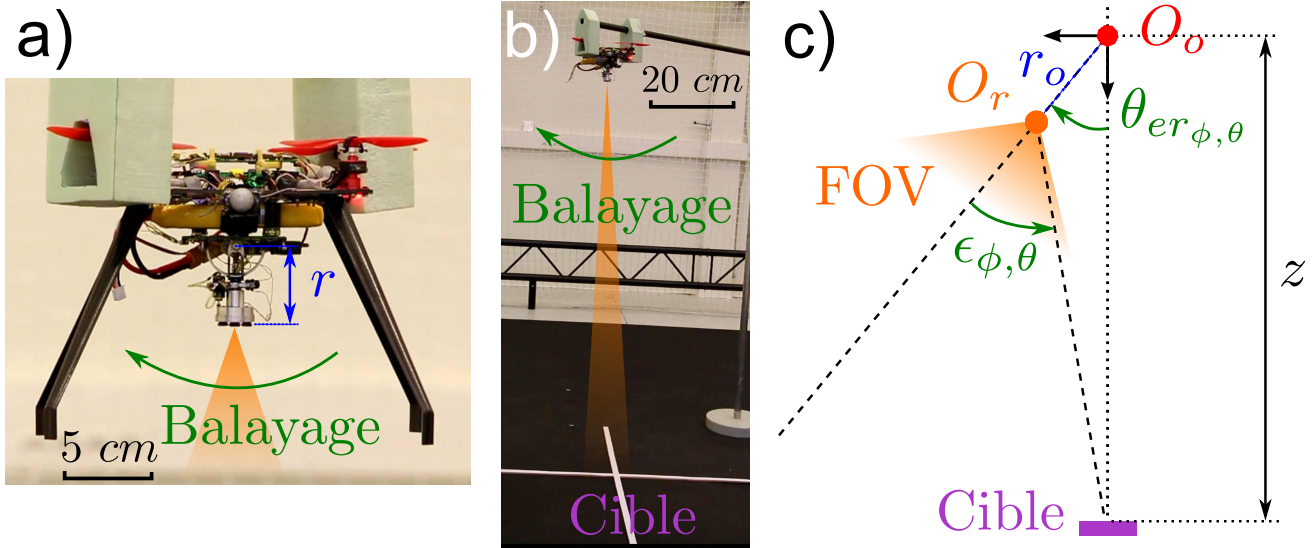 a)
r
Balayage
5 cm
b)
20 cm
Balayage
Cible
c)
O_o
r_o
O_r
θ_{er_{ϕ,θ}}
FOV
ϵ_{ϕ,θ}
z
Cible